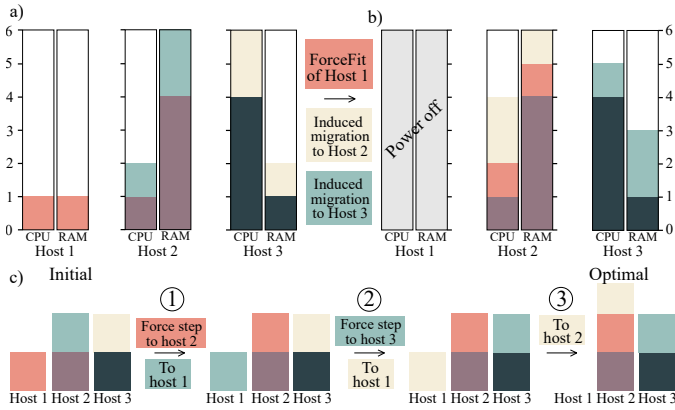 a)
b)
6
5
4
3
2
1
0
CPU RAM
Host 1
CPU RAM
Host 2
CPU RAM
Host 3
ForceFit
of Host 1
Induced
migration
to Host 2
Induced
migration
to Host 3
Power off
CPU RAM
Host 1
CPU RAM
Host 2
CPU RAM
Host 3
6
5
4
3
2
1
0
c)
Initial
Optimal
1
Force step
to host 2
To
host 1
2
Force step
to host 3
To
host 1
3
To
host 2
Host 1 Host 2 Host 3
Host 1 Host 2 Host 3
Host 1 Host 2 Host 3
Host 1 Host 2 Host 3